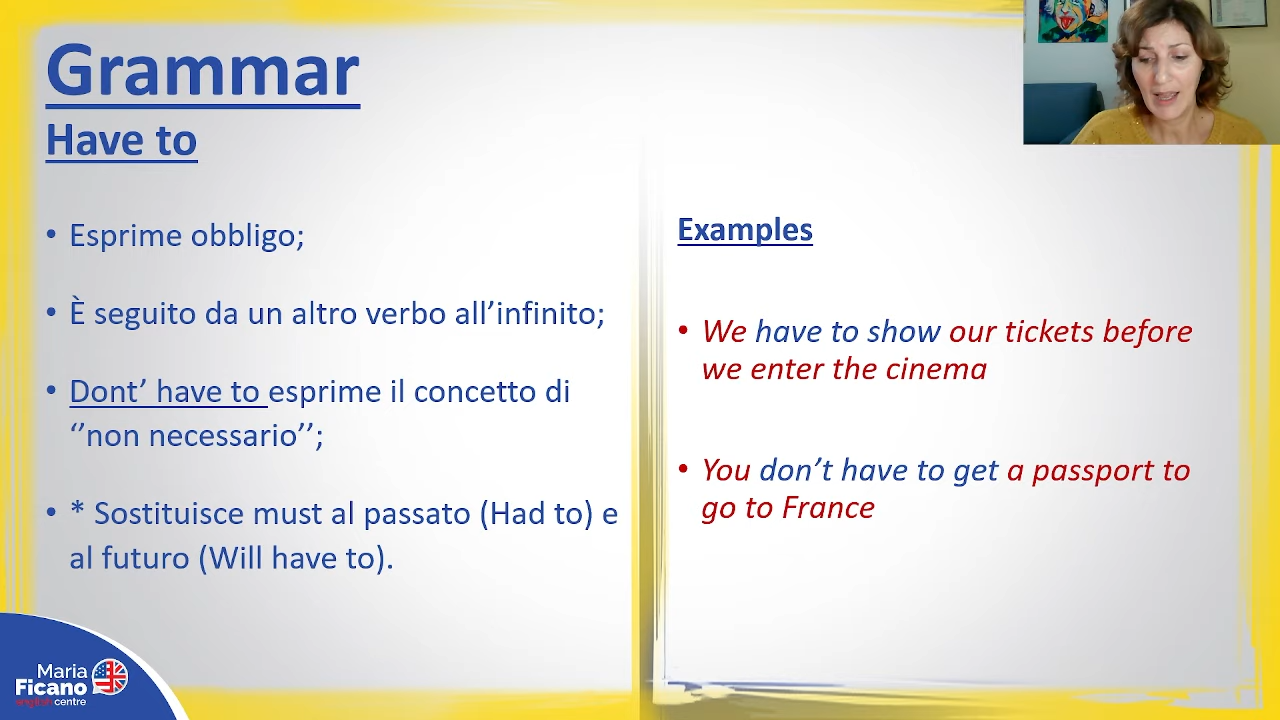 Grammar
Have to
• Esprime obbligo;
• È seguito da un altro verbo all’infinito;
• Dont’ have to esprime il concetto di
‘’non necessario’’;
• * Sostituisce must al passato (Had to) e
al futuro (Will have to).
Examples
• We have to show our tickets before
we enter the cinema
• You don’t have to get a passport to
go to France
Maria
Ficano
english centre